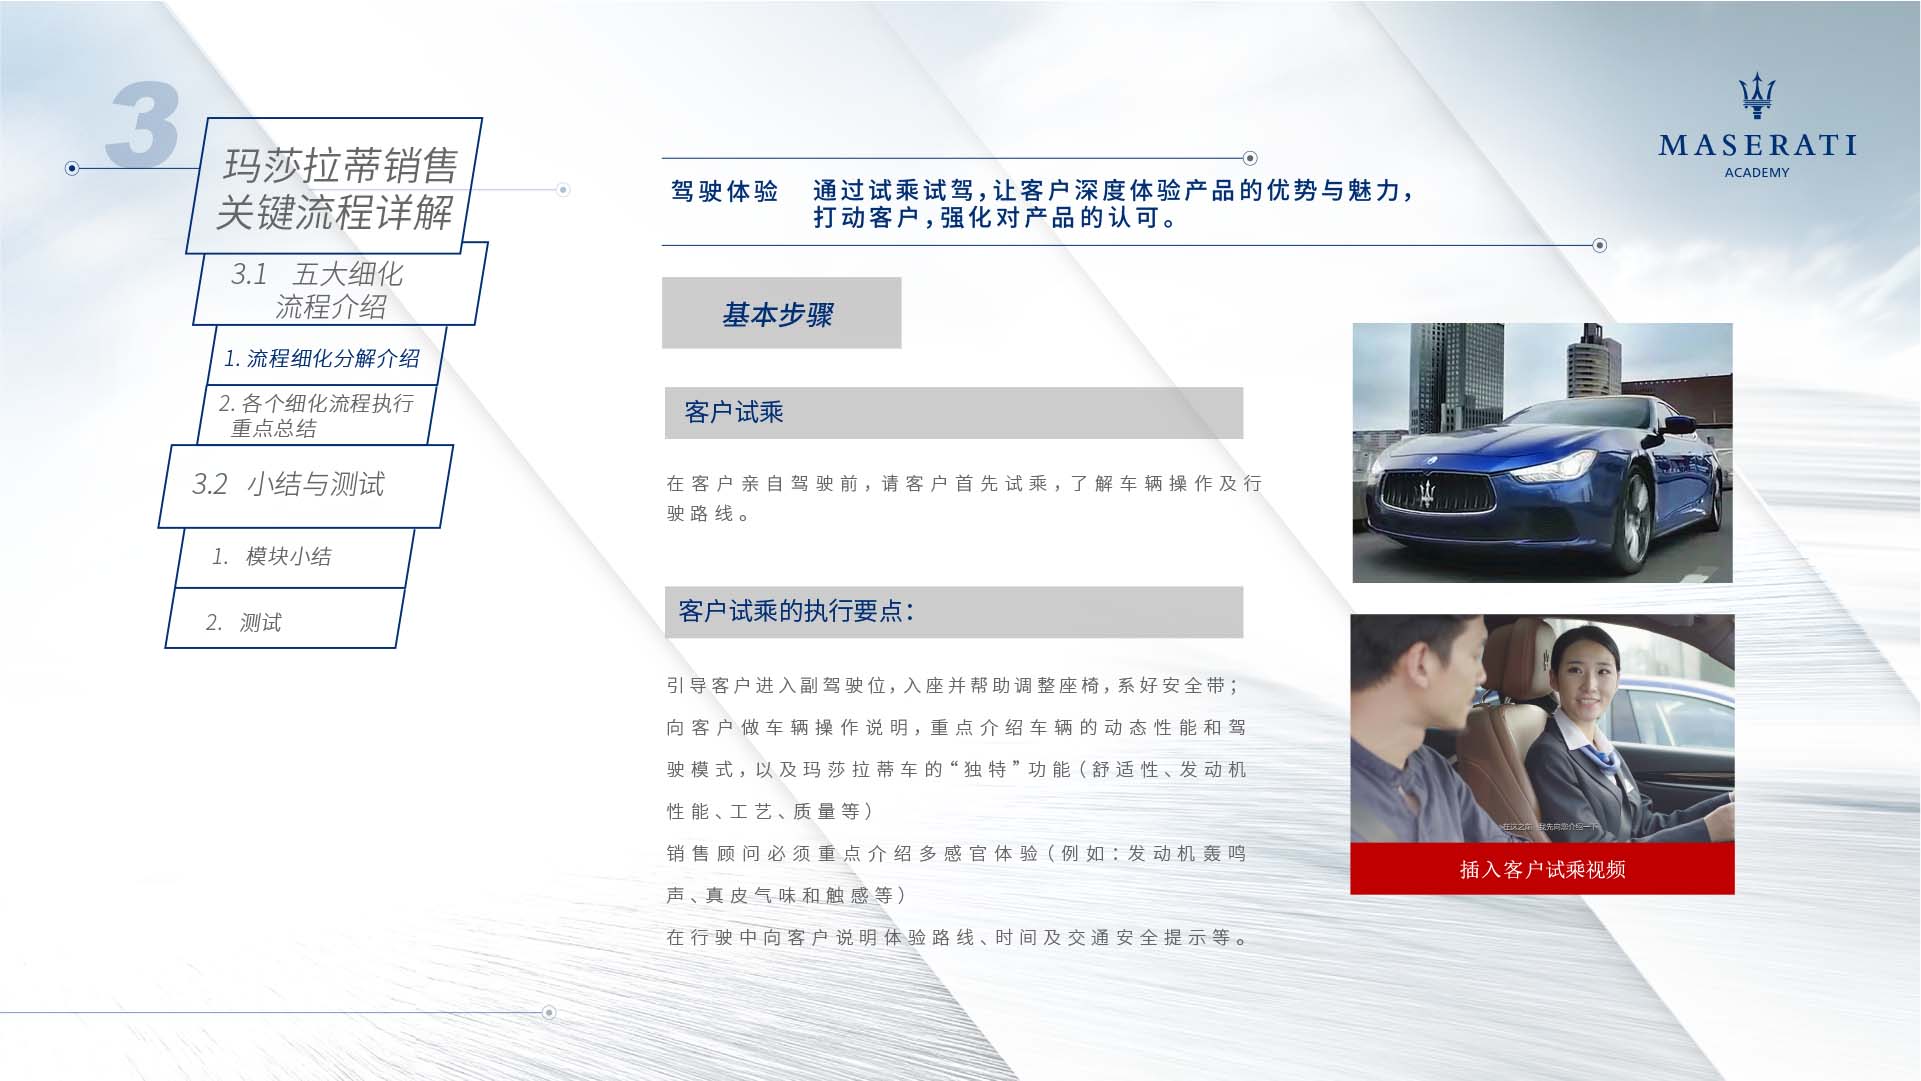 3
玛莎拉蒂销售
关键流程详解
3.1 五大细化
流程介绍
1. 流程细化分解介绍
2. 各个细化流程执行
重点总结
3.2 小结与测试
1. 模块小结
2. 测试
MASERATI
ACADEMY
驾驶体验 通过试乘试驾,让客户深度体验产品的优势与魅力,
打动客户,强化对产品的认可。
基本步骤
客户试乘
在客户亲自驾驶前,请客户首先试乘,了解车辆操作及行
驶路线。
客户试乘的执行要点：
引导客户进入副驾驶位,入座并帮助调整座椅,系好安全带；
向客户做车辆操作说明,重点介绍车辆的动态性能和驾
驶模式,以及玛莎拉蒂车的“独特”功能（舒适性、发动机
性能、工艺、质量等）
销售顾问必须重点介绍多感官体验（例如：发动机轰鸣
声、真皮气味和触感等）
在行驶中向客户说明体验路线、时间及交通安全提示等。
在这之前 我先向您介绍一下
插入客户试乘视频